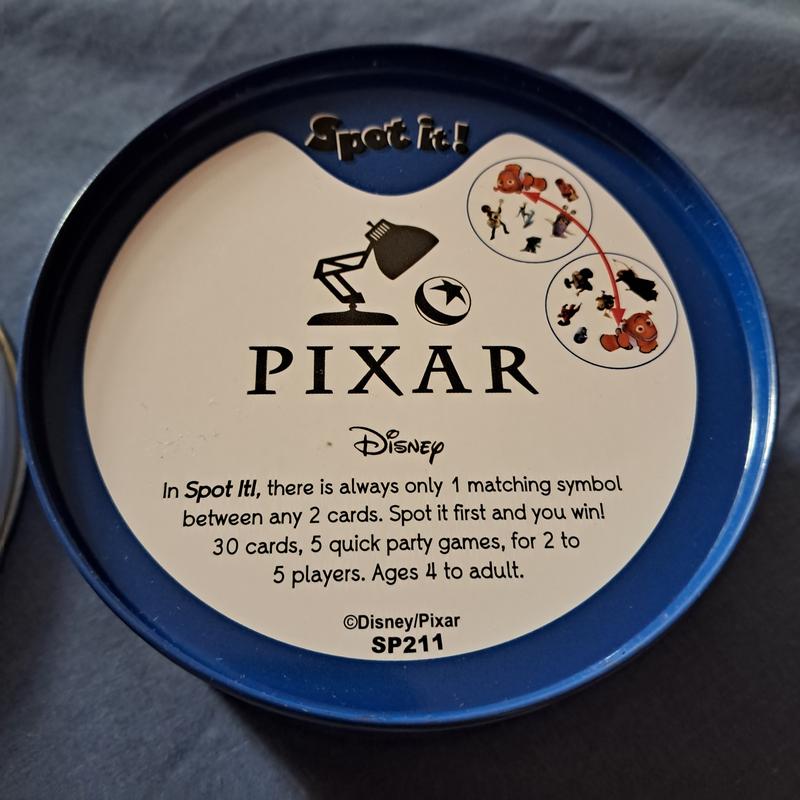 Spot it!
PIXAR
Disney
In Spot It!, there is always only 1 matching symbol
between any 2 cards. Spot it first and you win!
30 cards, 5 quick party games, for 2 to
5 players. Ages 4 to adult.
©Disney/Pixar
SP211